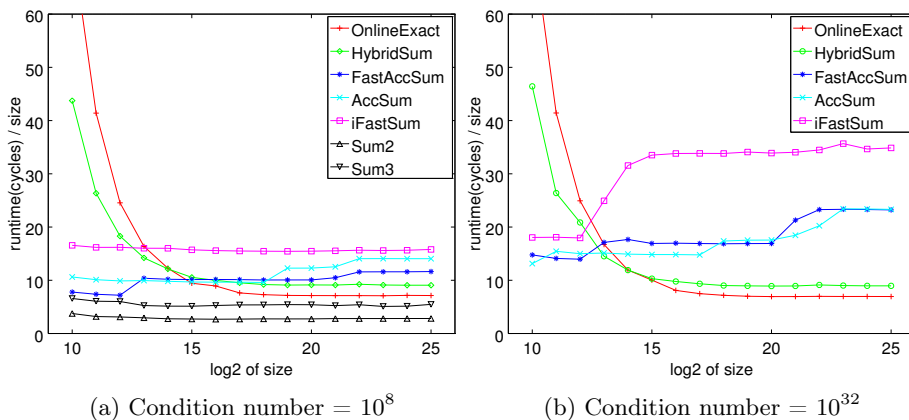 60
50
40
30
20
10
0
runtime(cycles) / size
OnlineExact
HybridSum
FastAccSum
AccSum
iFastSum
Sum2
Sum3
10 15 20 25
log2 of size
(a) Condition number = 10^8
60
50
40
30
20
10
0
runtime(cycles) / size
OnlineExact
HybridSum
FastAccSum
AccSum
iFastSum
10 15 20 25
log2 of size
(b) Condition number = 10^32